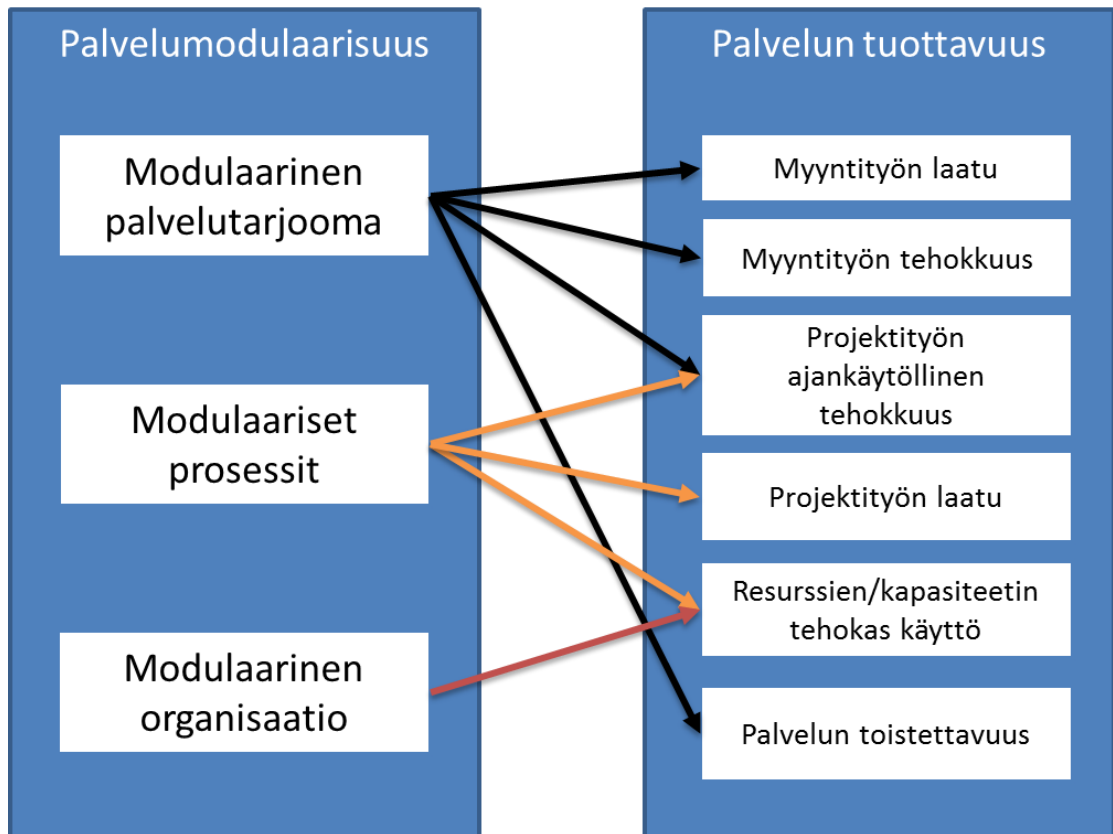 Palvelumodulaarisuus
Modulaarinen
palvelutarjooma
Modulaariset
prosessit
Modulaarinen
organisaatio
Palvelun tuottavuus
Myyntityön laatu
Myyntityön tehokkuus
Projektityön
ajankäytöllinen
tehokkuus
Projektityön laatu
Resurssien/kapasiteetin
tehokas käyttö
Palvelun toistettavuus